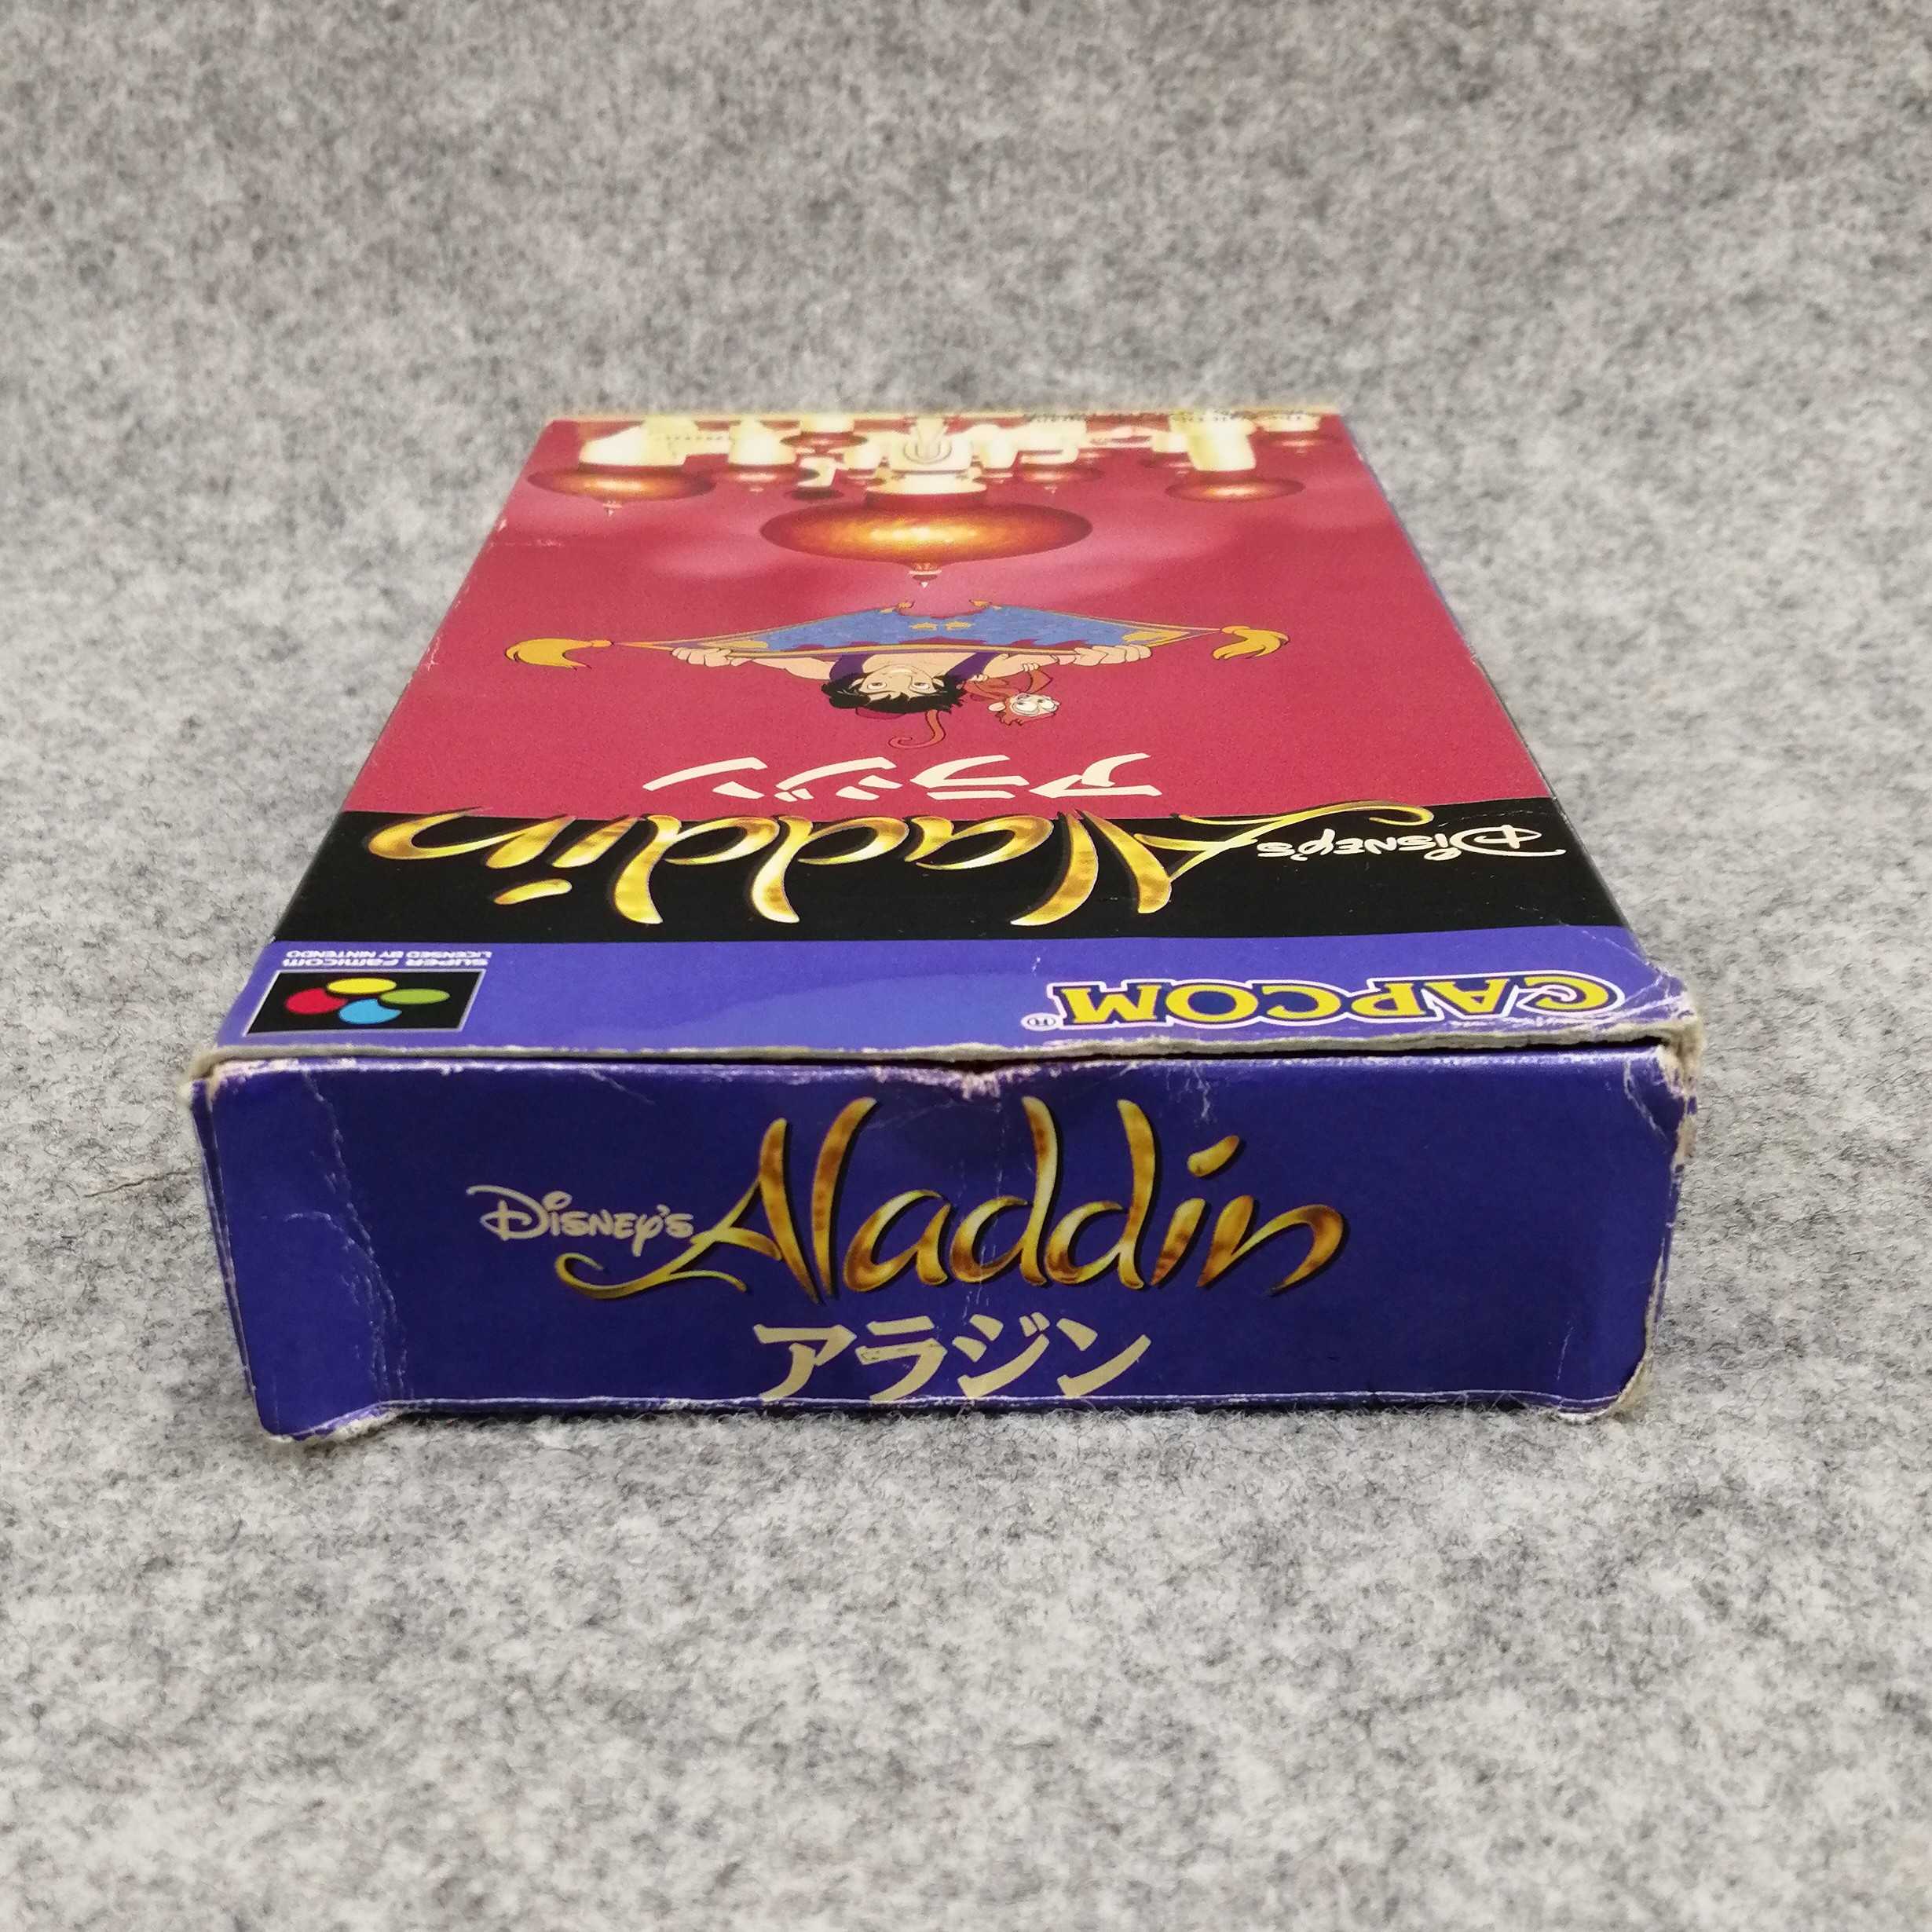 CAPCOM®
SUPER FAMICOM
LICENSED BY NINTENDO
DISNEY'S Aladdin
アラジン
DISNEY'S Aladdin
アラジン